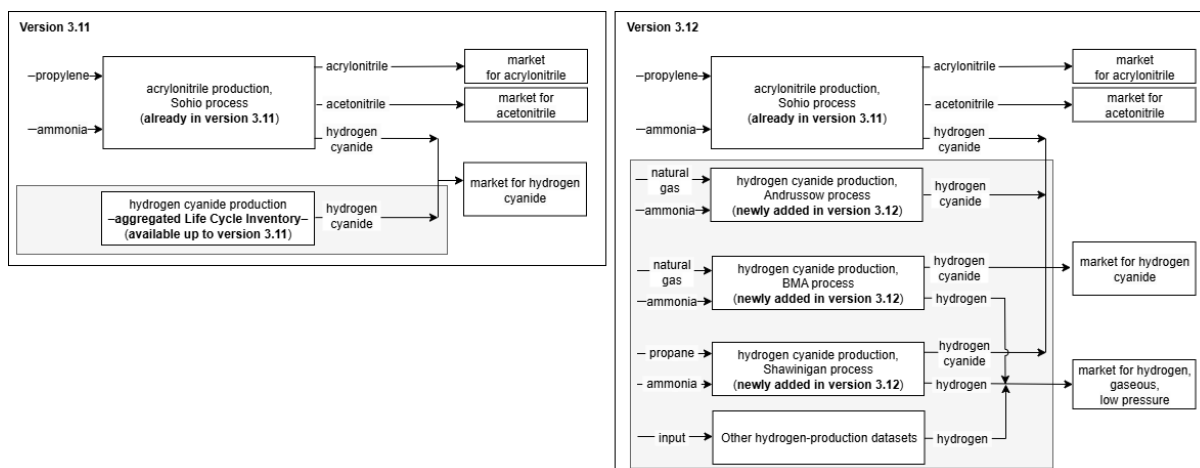 Version 3.11
propylene
ammonia
acrylonitrile production,
Sohio process
(already in version 3.11)
acrylonitrile
acetonitrile
hydrogen
cyanide
market
for acrylonitrile
market for
acetonitrile
hydrogen cyanide production
–aggregated Life Cycle Inventory–
(available up to version 3.11)
hydrogen
cyanide
market for hydrogen
cyanide
Version 3.12
propylene
ammonia
acrylonitrile production,
Sohio process
(already in version 3.11)
acrylonitrile
acetonitrile
hydrogen
cyanide
market
for acrylonitrile
market for
acetonitrile
natural
gas
ammonia
hydrogen cyanide production,
Andrussow process
(newly added in version 3.12)
hydrogen
cyanide
natural
gas
ammonia
hydrogen cyanide production,
BMA process
(newly added in version 3.12)
hydrogen
cyanide
hydrogen
market for hydrogen
cyanide
propane
ammonia
hydrogen cyanide production,
Shawinigan process
(newly added in version 3.12)
hydrogen
cyanide
hydrogen
market for hydrogen,
gaseous,
low pressure
input
Other hydrogen-production datasets
hydrogen